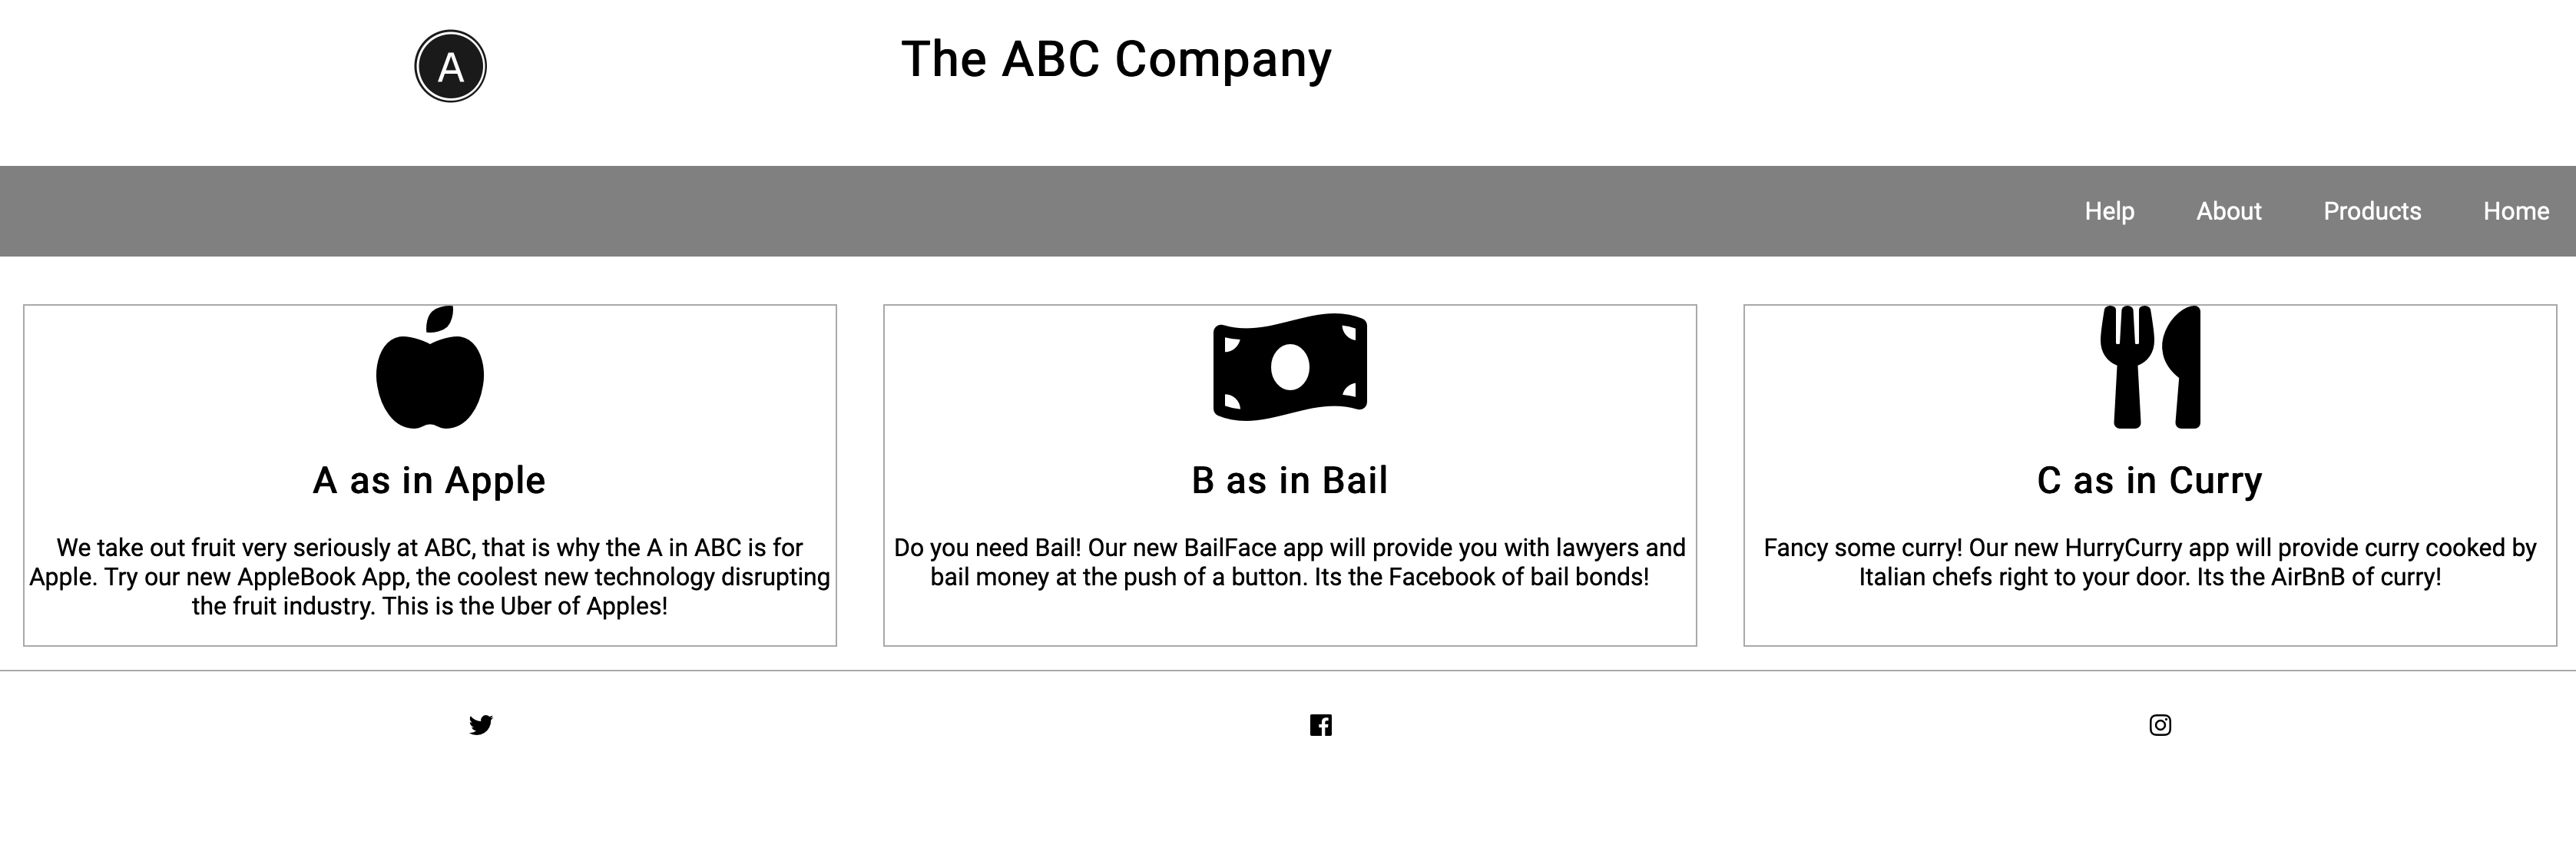 A
The ABC Company
Help About Products Home
A as in Apple
We take out fruit very seriously at ABC, that is why the A in ABC is for
Apple. Try our new AppleBook App, the coolest new technology disrupting
the fruit industry. This is the Uber of Apples!
B as in Bail
Do you need Bail! Our new BailFace app will provide you with lawyers and
bail money at the push of a button. Its the Facebook of bail bonds!
C as in Curry
Fancy some curry! Our new HurryCurry app will provide curry cooked by
Italian chefs right to your door. Its the AirBnB of curry!